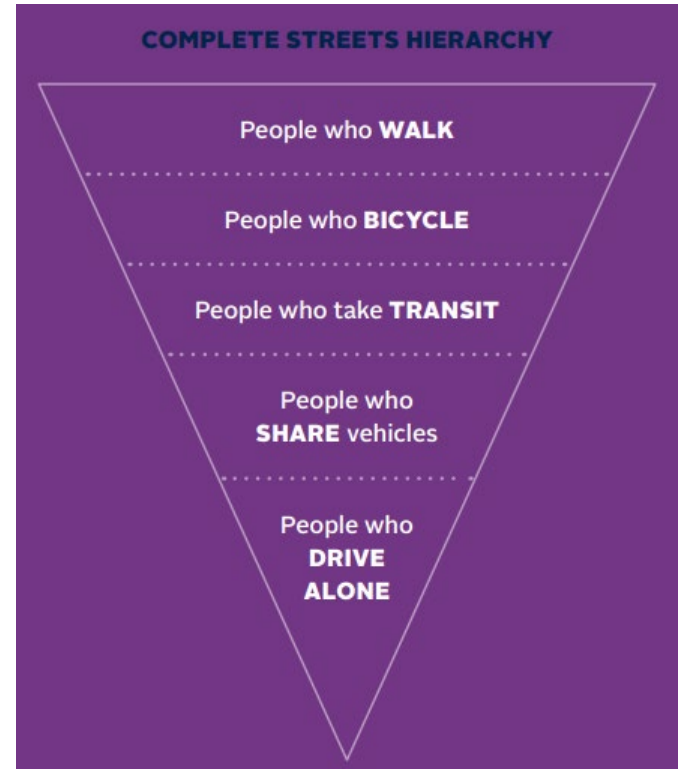 COMPLETE STREETS HIERARCHY
People who WALK
People who BICYCLE
People who take TRANSIT
People who
SHARE vehicles
People who
DRIVE
ALONE